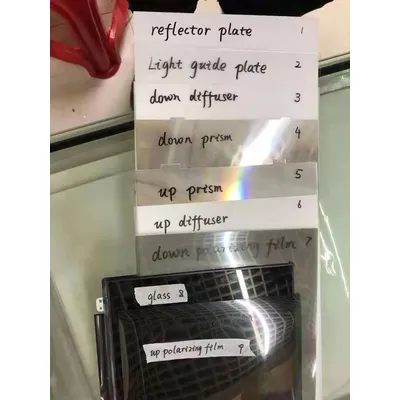 reflector plate 1
Light guide plate 2
down diffuser 3
down prism 4
up prism 5
up diffuser 6
down polarizing film 7
glass 8
up polarizing film 9